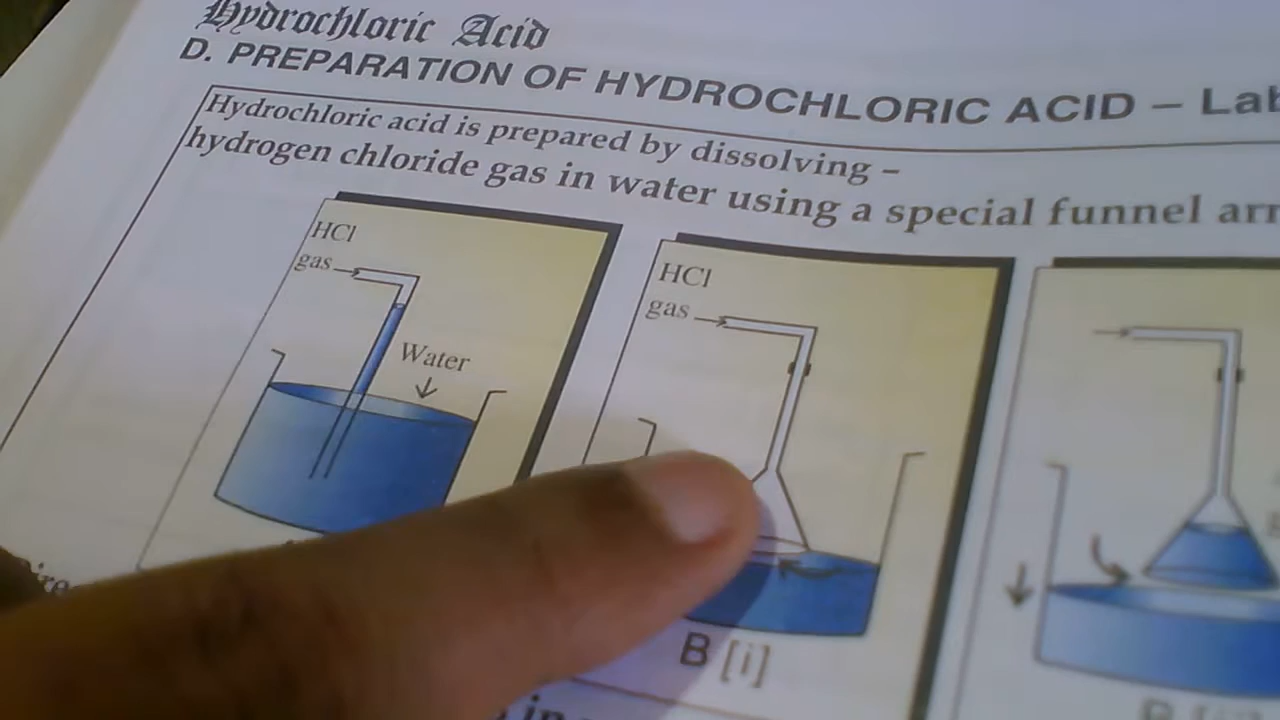 Hydrochloric Acid
D. PREPARATION OF HYDROCHLORIC ACID – Lab
Hydrochloric acid is prepared by dissolving –
hydrogen chloride gas in water using a special funnel arr
HCl
gas
Water
HCl
gas
B [i]
in